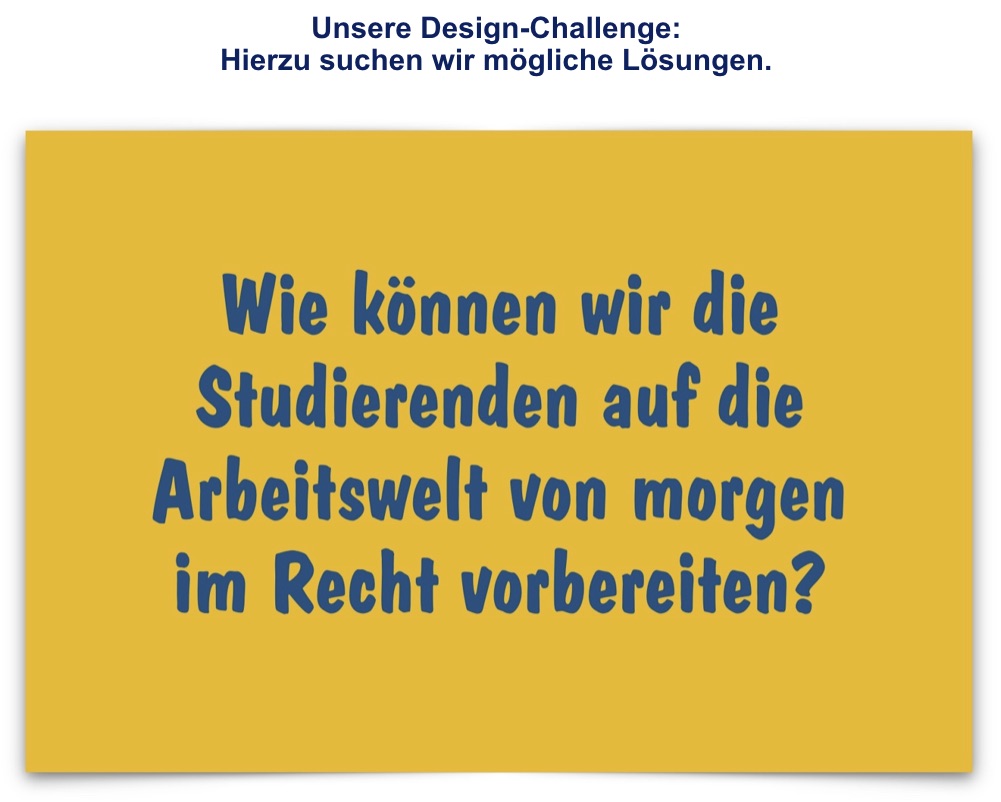 Unsere Design-Challenge:
Hierzu suchen wir mögliche Lösungen.
Wie können wir die
Studierenden auf die
Arbeitswelt von morgen
im Recht vorbereiten?